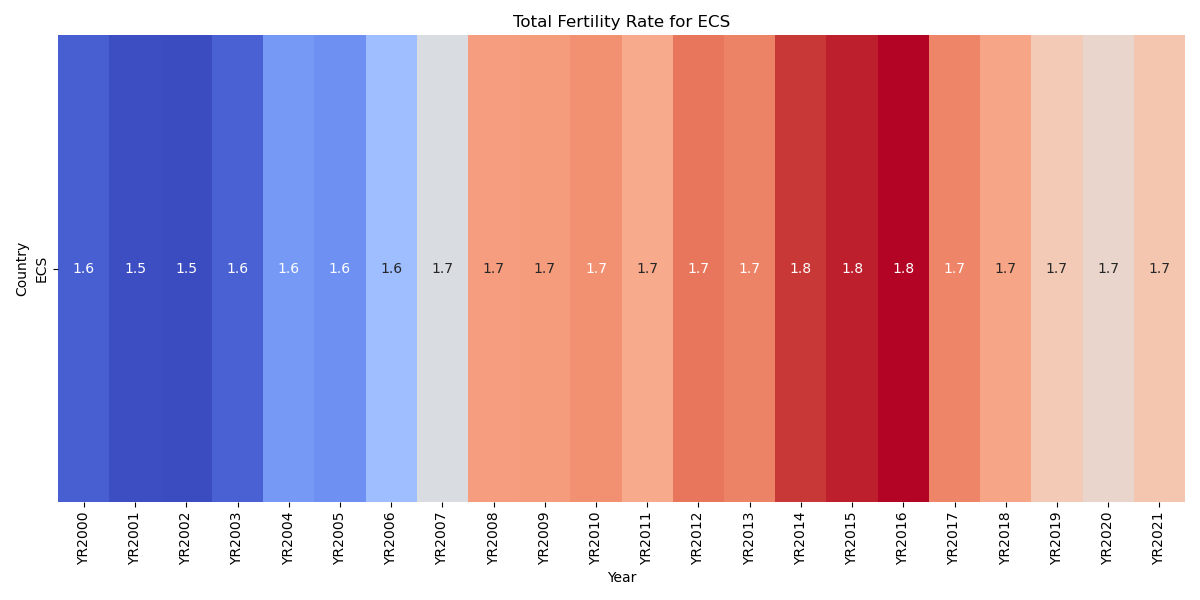 Total Fertility Rate for ECS
Country
ECS
1.6 1.5 1.5 1.6 1.6 1.6 1.6 1.7 1.7 1.7 1.7 1.7 1.7 1.7 1.8 1.8 1.8 1.7 1.7 1.7 1.7 1.7
YR2000 YR2001 YR2002 YR2003 YR2004 YR2005 YR2006 YR2007 YR2008 YR2009 YR2010 YR2011 YR2012 YR2013 YR2014 YR2015 YR2016 YR2017 YR2018 YR2019 YR2020 YR2021
Year